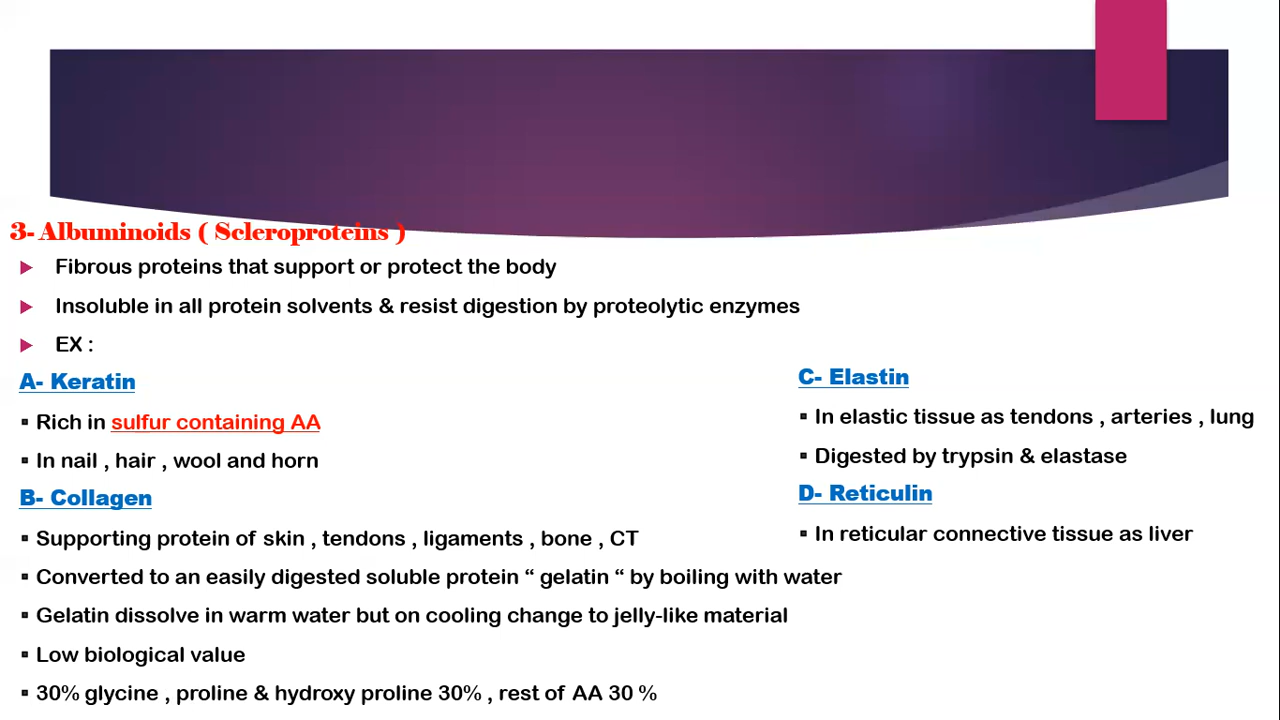 3- Albuminoids ( Scleroproteins )
Fibrous proteins that support or protect the body
Insoluble in all protein solvents & resist digestion by proteolytic enzymes
EX :
A- Keratin
Rich in sulfur containing AA
In nail , hair , wool and horn
B- Collagen
Supporting protein of skin , tendons , ligaments , bone , CT
Converted to an easily digested soluble protein “ gelatin “ by boiling with water
Gelatin dissolve in warm water but on cooling change to jelly-like material
Low biological value
30% glycine , proline & hydroxy proline 30% , rest of AA 30 %
C- Elastin
In elastic tissue as tendons , arteries , lung
Digested by trypsin & elastase
D- Reticulin
In reticular connective tissue as liver